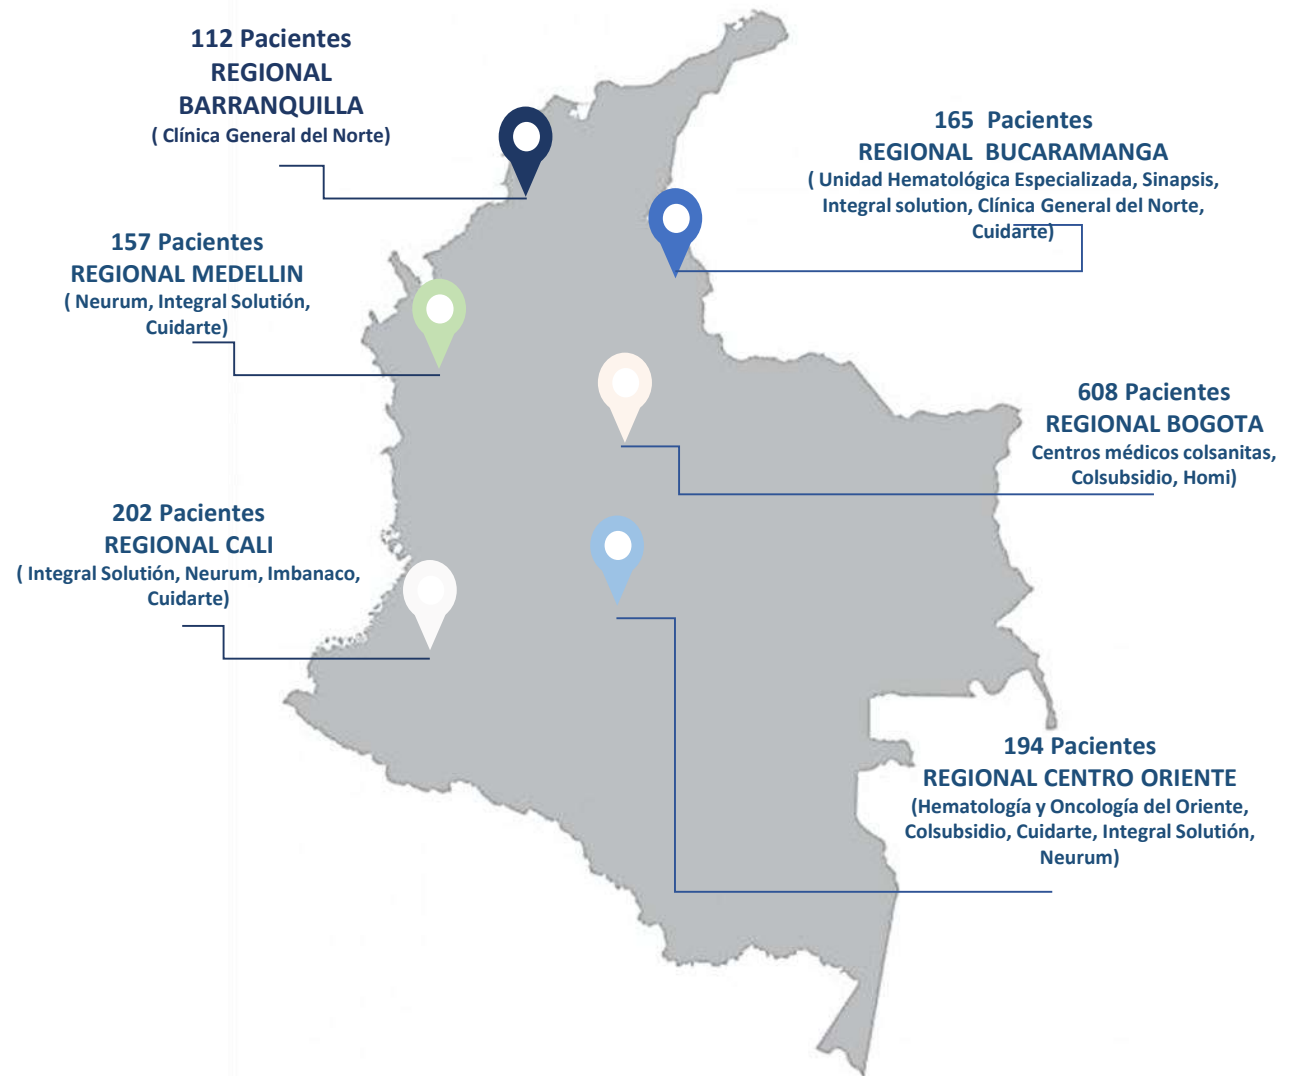 112 Pacientes
REGIONAL
BARRANQUILLA
( Clínica General del Norte)
165 Pacientes
REGIONAL BUCARAMANGA
( Unidad Hematológica Especializada, Sinapsis,
Integral solution, Clínica General del Norte,
Cuidarte)
157 Pacientes
REGIONAL MEDELLIN
( Neurum, Integral Solutión,
Cuidarte)
608 Pacientes
REGIONAL BOGOTA
Centros médicos colsanitas,
Colsubsidio, Homi)
202 Pacientes
REGIONAL CALI
( Integral Solutión, Neurum, Imbanaco,
Cuidarte)
194 Pacientes
REGIONAL CENTRO ORIENTE
(Hematología y Oncología del Oriente,
Colsubsidio, Cuidarte, Integral Solutión,
Neurum)